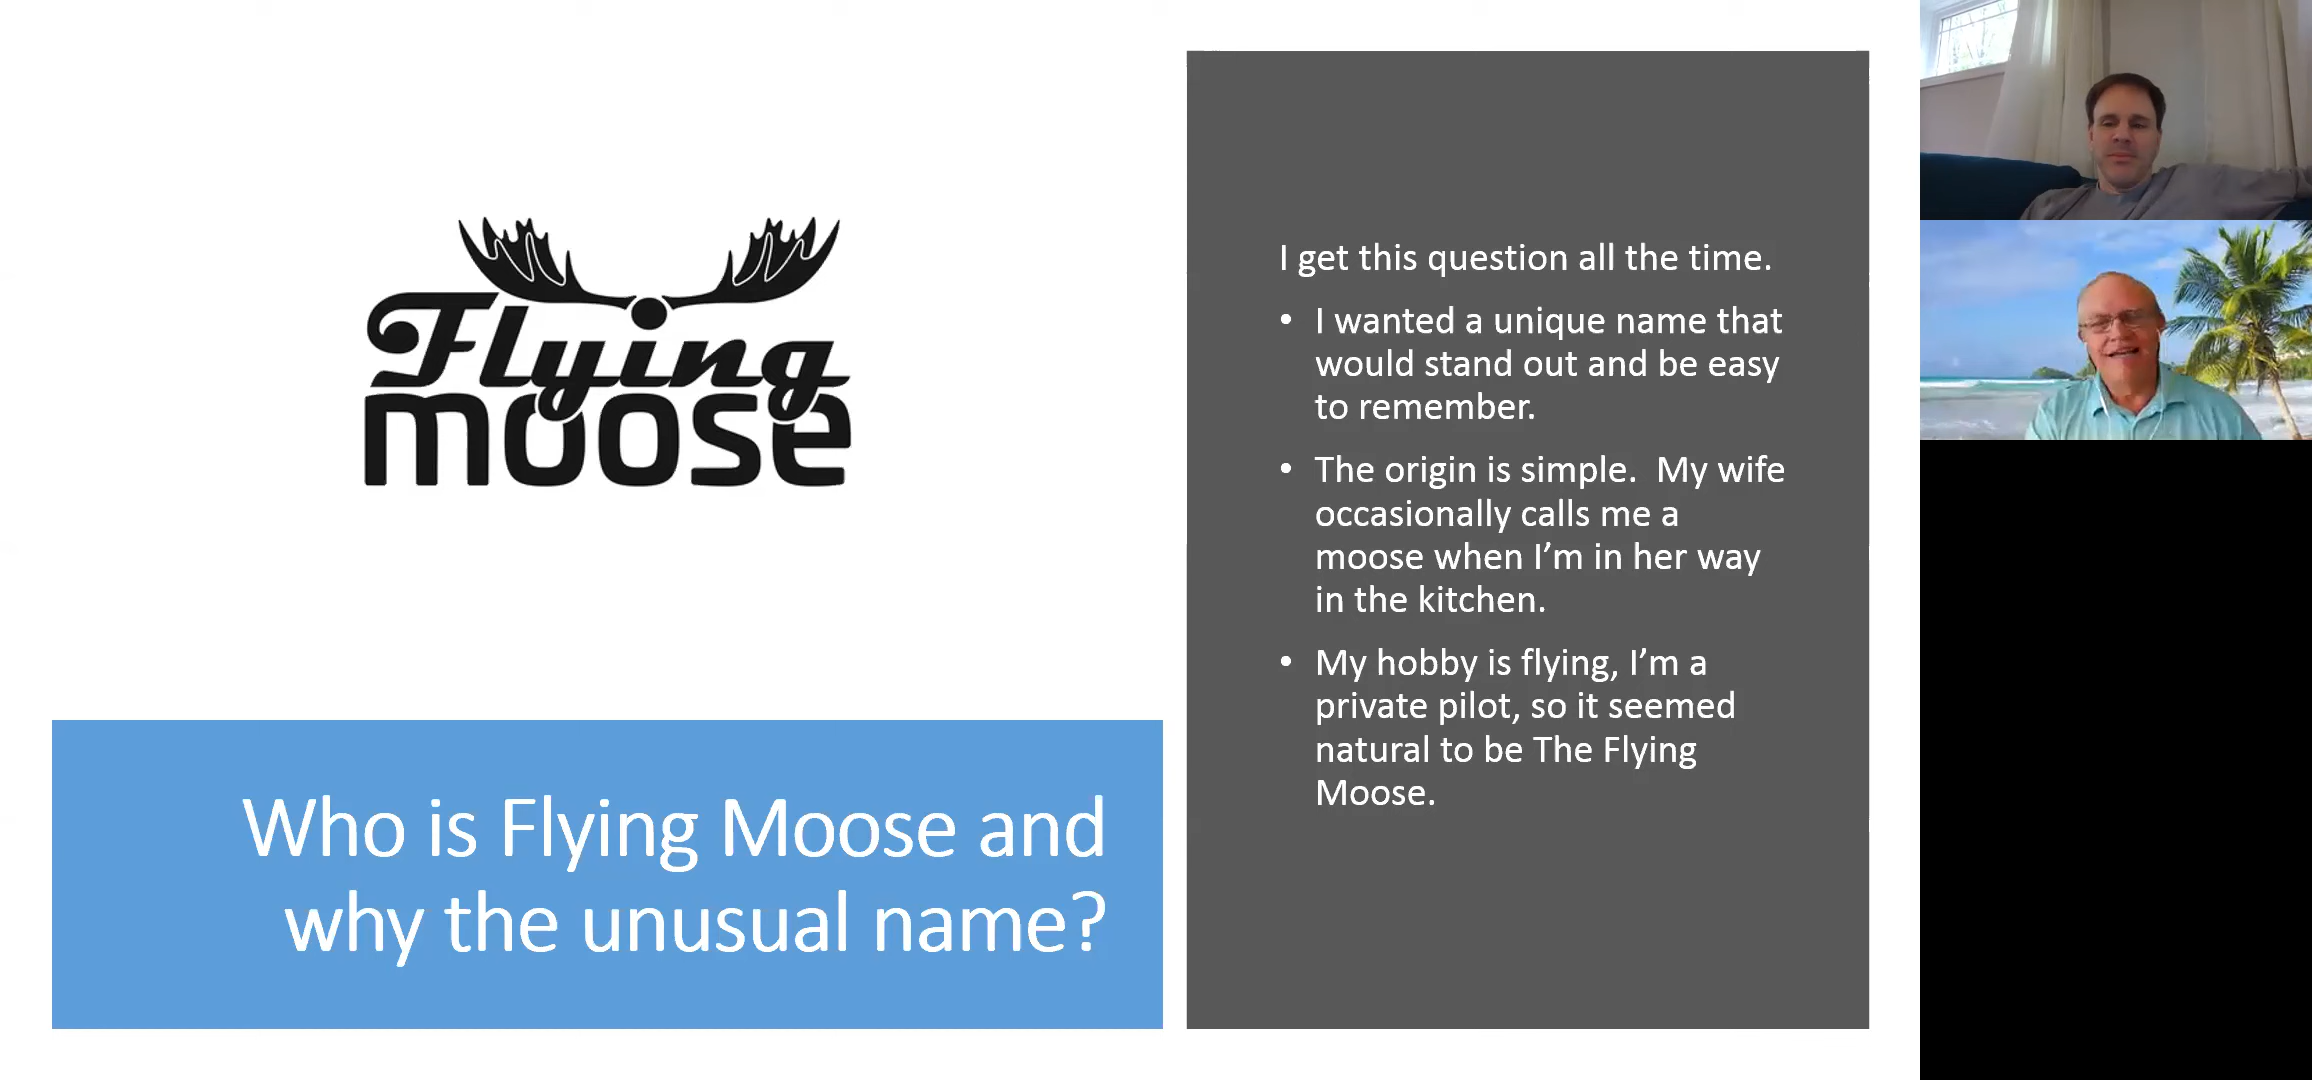 Flying
moose
Who is Flying Moose and
why the unusual name?
I get this question all the time.
• I wanted a unique name that
would stand out and be easy
to remember.
• The origin is simple.  My wife
occasionally calls me a
moose when I’m in her way
in the kitchen.
• My hobby is flying, I’m a
private pilot, so it seemed
natural to be The Flying
Moose.